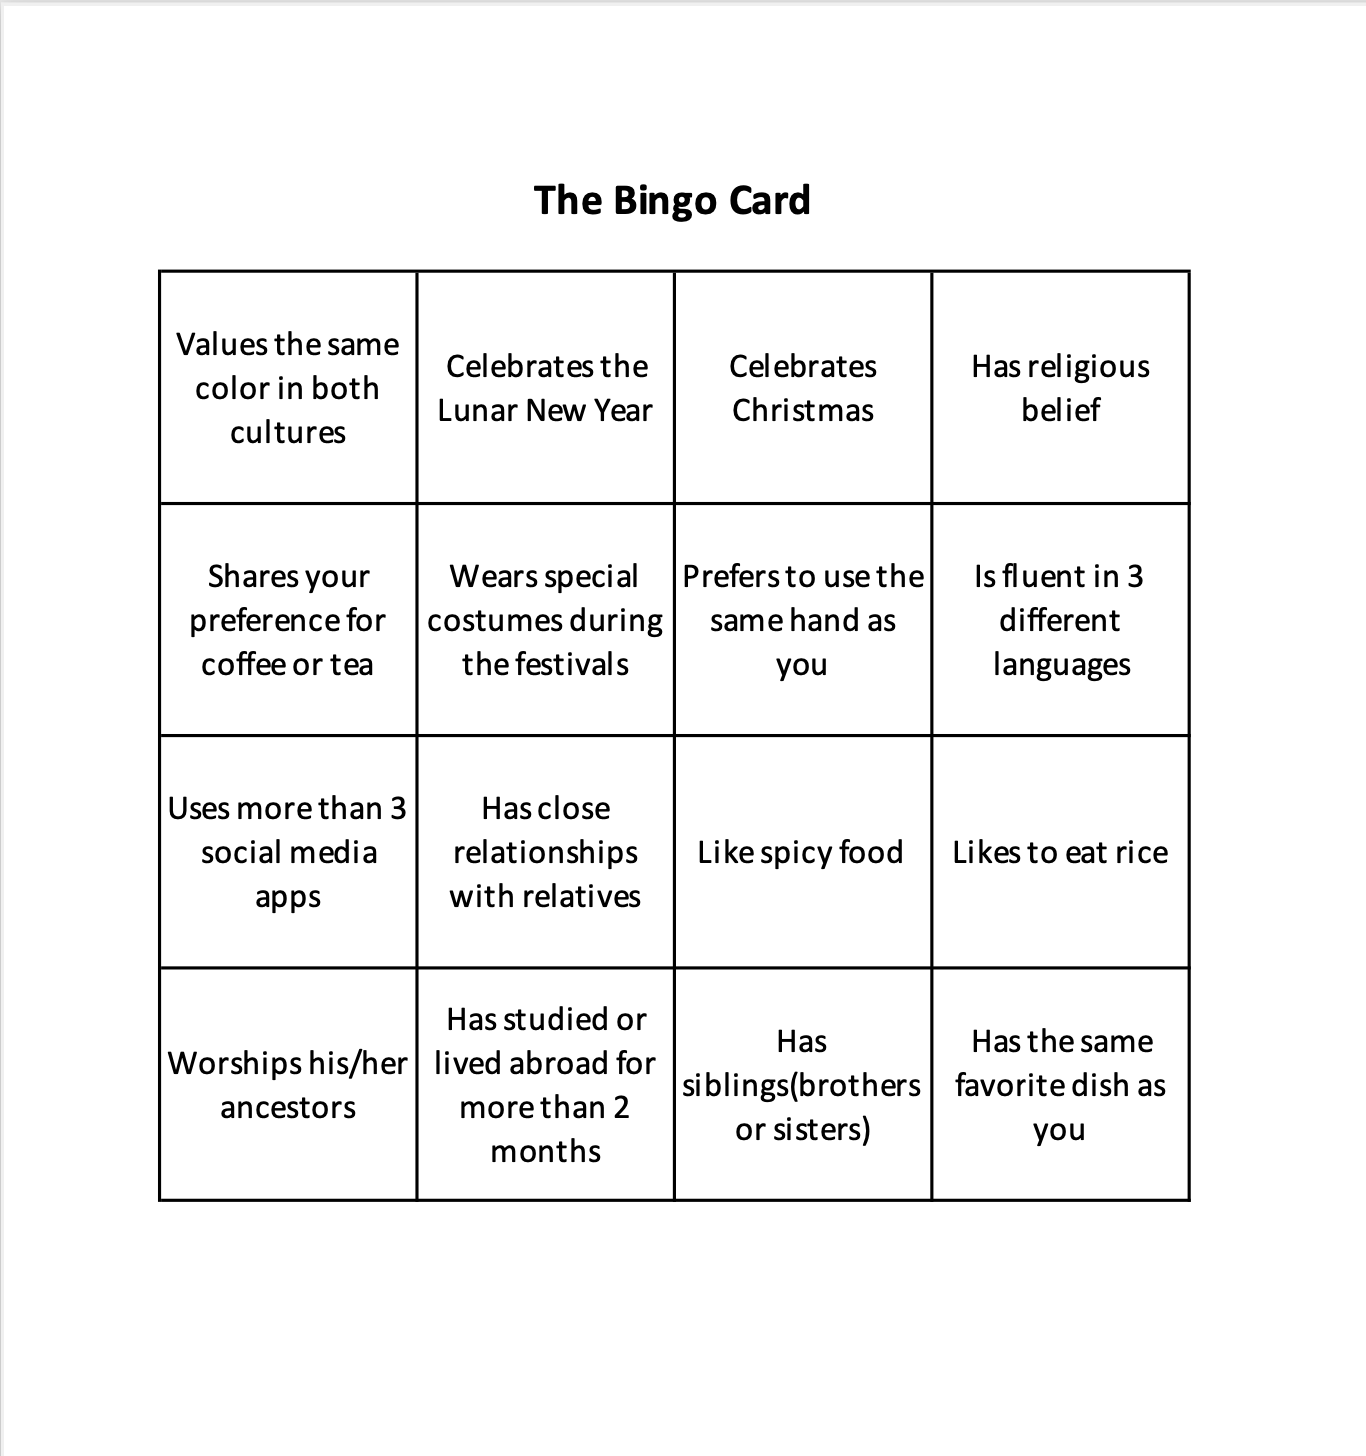 The Bingo Card
Values the same
color in both
cultures
Celebrates the
Lunar New Year
Celebrates
Christmas
Has religious
belief
Shares your
preference for
coffee or tea
Wears special
costumes during
the festivals
Prefers to use the
same hand as
you
Is fluent in 3
different
languages
Uses more than 3
social media
apps
Has close
relationships
with relatives
Like spicy food
Likes to eat rice
Worships his/her
ancestors
Has studied or
lived abroad for
more than 2
months
Has
siblings(brothers
or sisters)
Has the same
favorite dish as
you